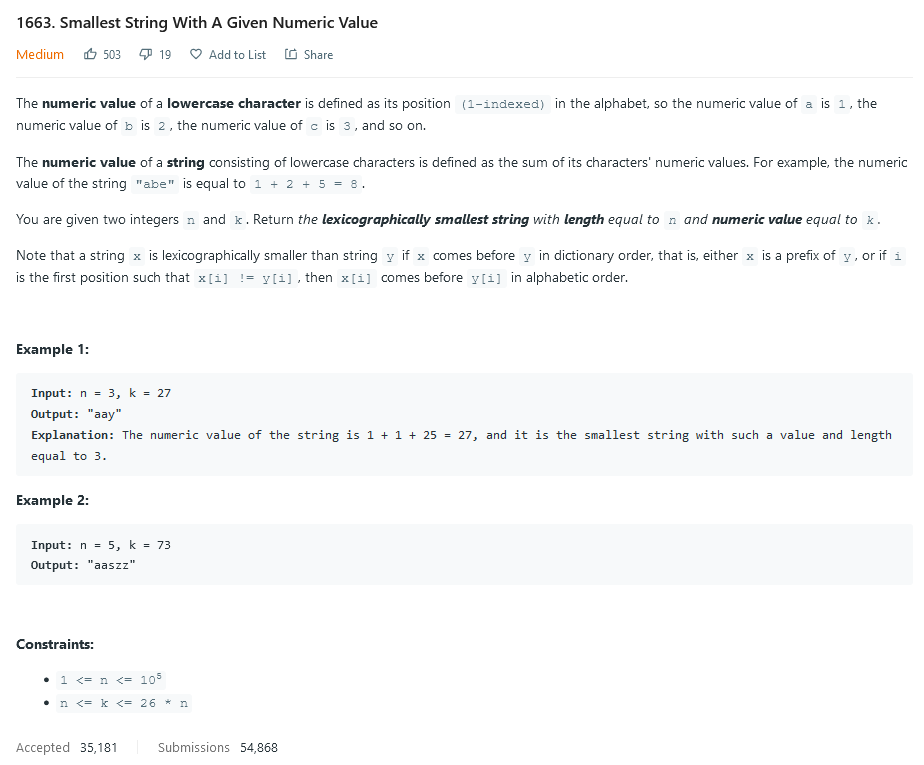 1663. Smallest String With A Given Numeric Value
Medium 503 19 Add to List Share
The numeric value of a lowercase character is defined as its position (1-indexed) in the alphabet, so the numeric value of a is 1, the
numeric value of b is 2, the numeric value of c is 3, and so on.
The numeric value of a string consisting of lowercase characters is defined as the sum of its characters' numeric values. For example, the numeric
value of the string "abe" is equal to 1 + 2 + 5 = 8.
You are given two integers n and k. Return the lexicographically smallest string with length equal to n and numeric value equal to k.
Note that a string x is lexicographically smaller than string y if x comes before y in dictionary order, that is, either x is a prefix of y, or if i
is the first position such that x[i] != y[i], then x[i] comes before y[i] in alphabetic order.
Example 1:
Input: n = 3, k = 27
Output: "aay"
Explanation: The numeric value of the string is 1 + 1 + 25 = 27, and it is the smallest string with such a value and length
equal to 3.
Example 2:
Input: n = 5, k = 73
Output: "aaszz"
Constraints:
• 1 <= n <= 10⁵
• n <= k <= 26 * n
Accepted 35,181 Submissions 54,868